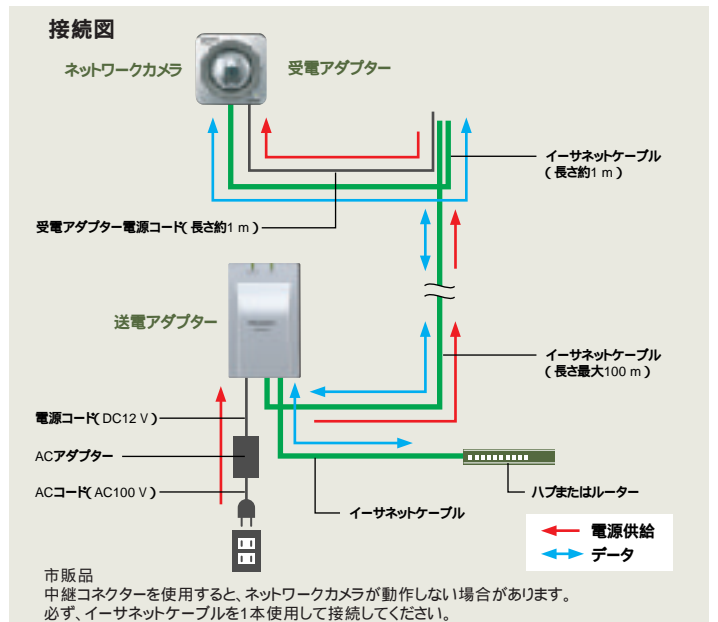 接続図
ネットワークカメラ
受電アダプター
イーサネットケーブル
(長さ約1 m)
受電アダプター電源コード(長さ約1 m)
送電アダプター
イーサネットケーブル
(長さ最大100 m)
電源コード(DC12 V)
ACアダプター
ACコード(AC100 V)
ハブまたはルーター
イーサネットケーブル
電源供給
データ
市販品
中継コネクターを使用すると、ネットワークカメラが動作しない場合があります。
必ず、イーサネットケーブルを1本使用して接続してください。